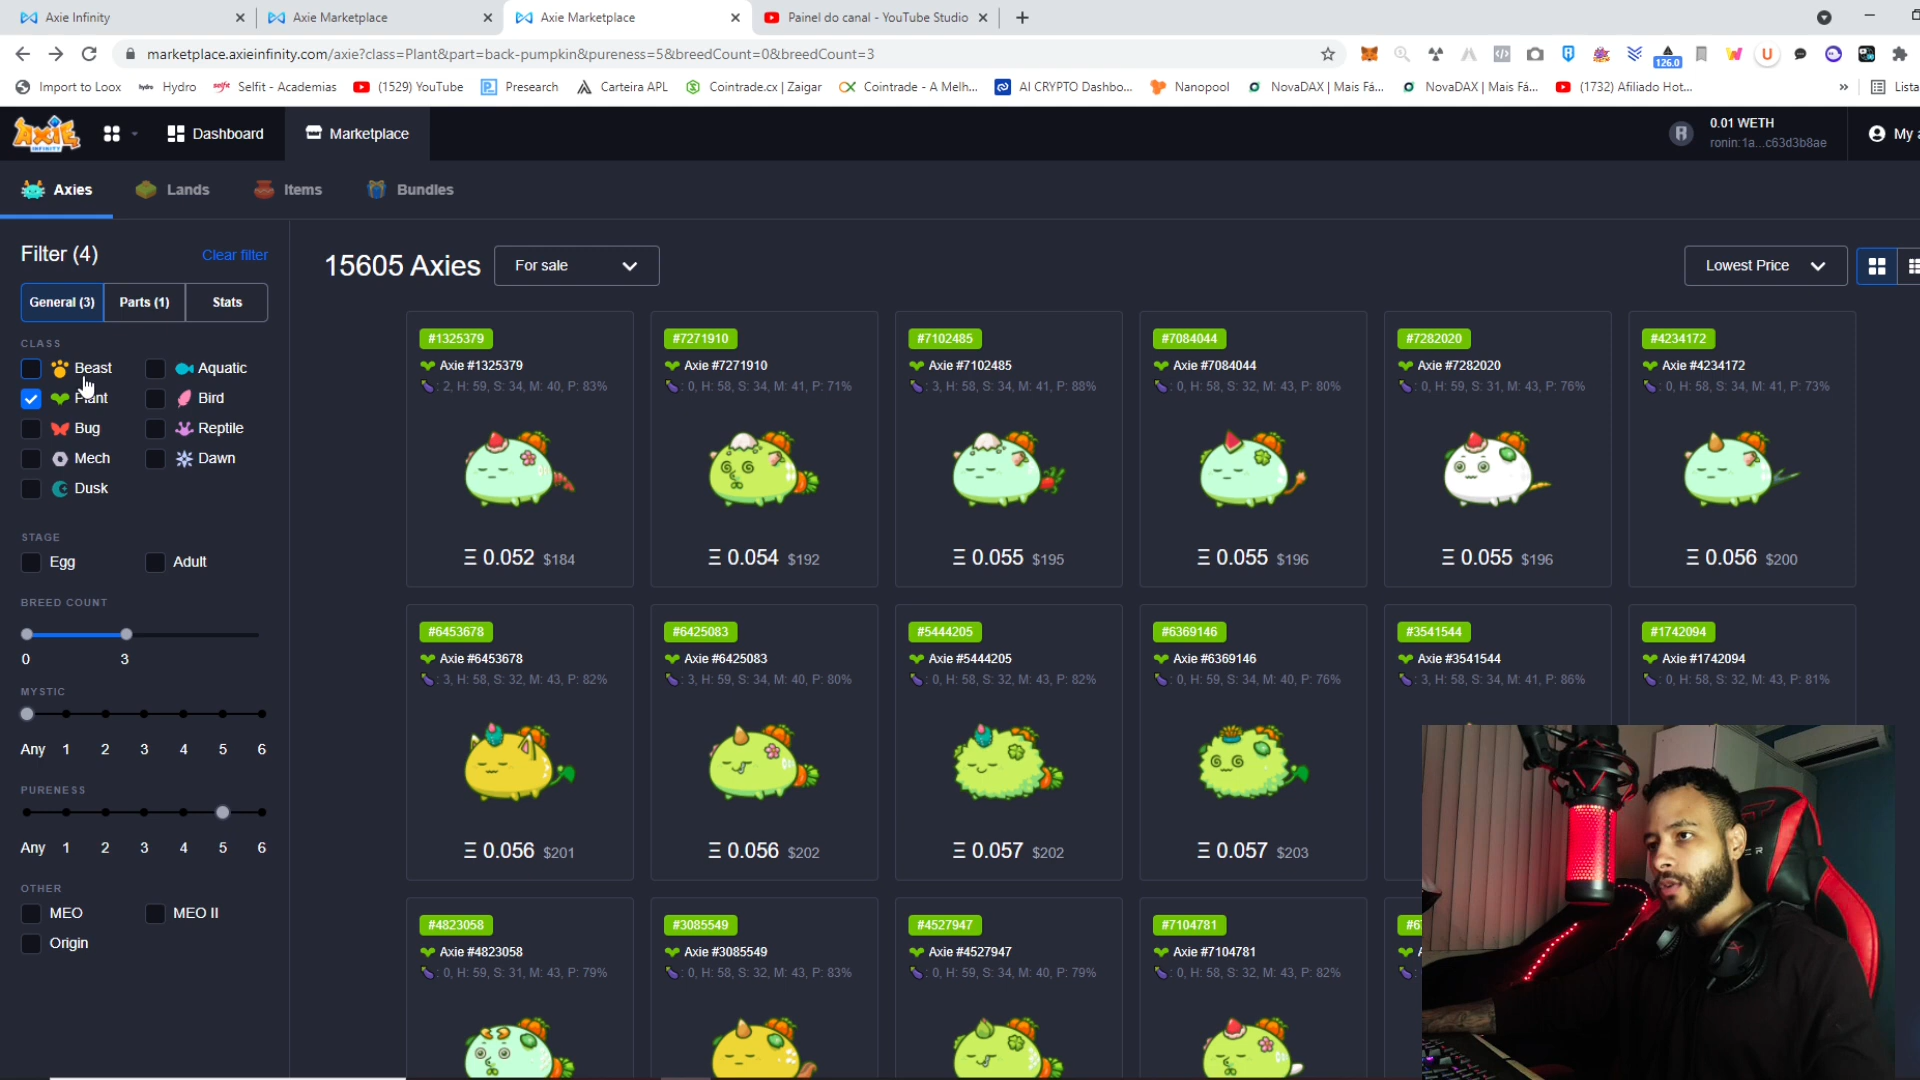 Axie Infinity
Axie Marketplace
Axie Marketplace
Painel do canal - YouTube Studio
marketplace.axieinfinity.com/axie?class=Plant&part=back-pumpkin&pureness=5&breedCount=0&breedCount=3
126.0
Import to Loox
Hydro
Selfit - Academias
(1529) YouTube
Presearch
Carteira APL
Cointrade.cx | Zaigar
Cointrade - A Melh...
AI CRYPTO Dashbo...
Nanopool
NovaDAX | Mais Fá...
NovaDAX | Mais Fá...
(1732) Afiliado Hot...
»
Lista
AXIE
INFINITY
Dashboard
Marketplace
0.01 WETH
ronin:1a...c63d3b8ae
My a
Axies
Lands
Items
Bundles
Filter (4)
Clear filter
General (3)
Parts (1)
Stats
CLASS
Beast
Aquatic
Plant
Bird
Bug
Reptile
Mech
Dawn
Dusk
STAGE
Egg
Adult
BREED COUNT
0
3
MYSTIC
Any 1 2 3 4 5 6
PURENESS
Any 1 2 3 4 5 6
OTHER
MEO
MEO II
Origin
15605 Axies
For sale
Lowest Price
#1325379
Axie #1325379
: 2, H: 59, S: 34, M: 40, P: 83%
Ξ 0.052 $184
#7271910
Axie #7271910
: 0, H: 58, S: 34, M: 41, P: 71%
Ξ 0.054 $192
#7102485
Axie #7102485
: 3, H: 58, S: 34, M: 41, P: 88%
Ξ 0.055 $195
#7084044
Axie #7084044
: 0, H: 58, S: 32, M: 43, P: 80%
Ξ 0.055 $196
#7282020
Axie #7282020
: 0, H: 59, S: 31, M: 43, P: 76%
Ξ 0.055 $196
#4234172
Axie #4234172
: 0, H: 58, S: 34, M: 41, P: 73%
Ξ 0.056 $200
#6453678
Axie #6453678
: 3, H: 58, S: 32, M: 43, P: 82%
Ξ 0.056 $201
#6425083
Axie #6425083
: 3, H: 59, S: 34, M: 40, P: 80%
Ξ 0.056 $202
#5444205
Axie #5444205
: 0, H: 58, S: 32, M: 43, P: 82%
Ξ 0.057 $202
#6369146
Axie #6369146
: 0, H: 59, S: 34, M: 40, P: 76%
Ξ 0.057 $203
#3541544
Axie #3541544
: 3, H: 58, S: 34, M: 41, P: 86%
#1742094
Axie #1742094
: 0, H: 58, S: 32, M: 43, P: 81%
#4823058
Axie #4823058
: 0, H: 59, S: 31, M: 43, P: 79%
#3085549
Axie #3085549
: 0, H: 58, S: 32, M: 43, P: 83%
#4527947
Axie #4527947
: 0, H: 59, S: 34, M: 40, P: 79%
#7104781
Axie #7104781
: 0, H: 58, S: 32, M: 43, P: 82%